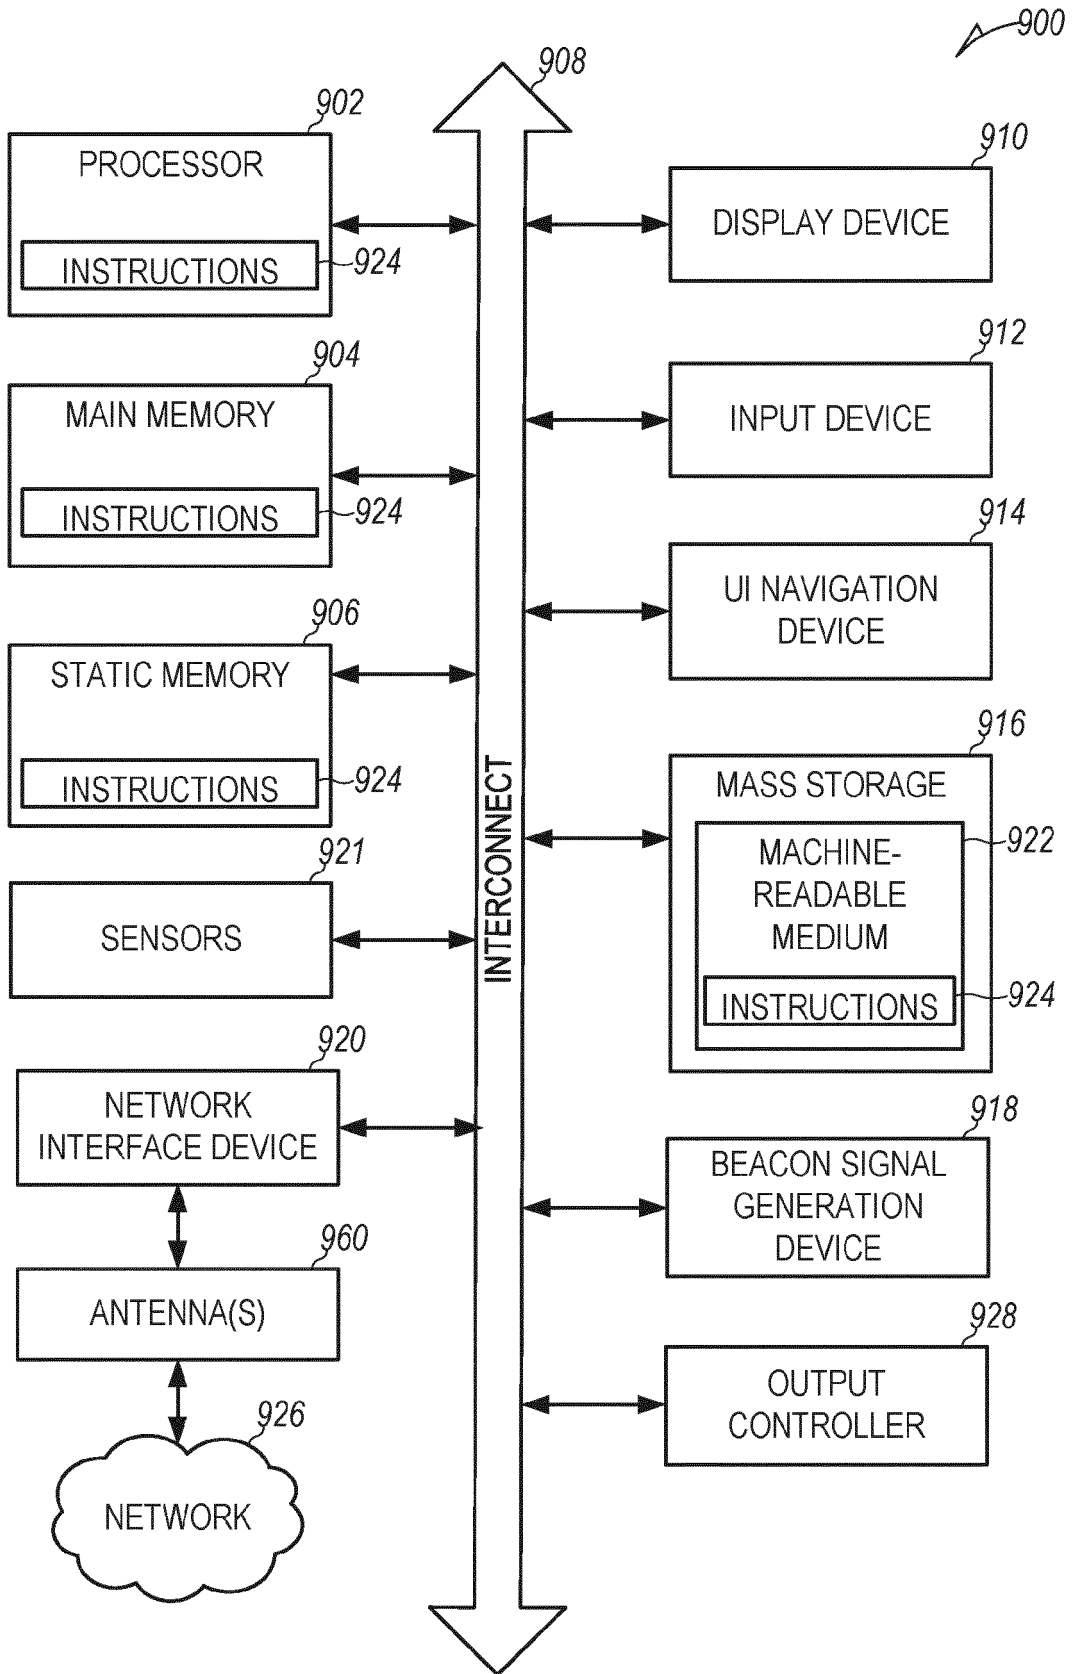 900
908
902
PROCESSOR
INSTRUCTIONS
924
904
MAIN MEMORY
INSTRUCTIONS
924
906
STATIC MEMORY
INSTRUCTIONS
924
921
SENSORS
920
NETWORK
INTERFACE DEVICE
960
ANTENNA(S)
926
NETWORK
INTERCONNECT
910
DISPLAY DEVICE
912
INPUT DEVICE
914
UI NAVIGATION
DEVICE
916
MASS STORAGE
922
MACHINE-
READABLE
MEDIUM
INSTRUCTIONS
924
918
BEACON SIGNAL
GENERATION
DEVICE
928
OUTPUT
CONTROLLER